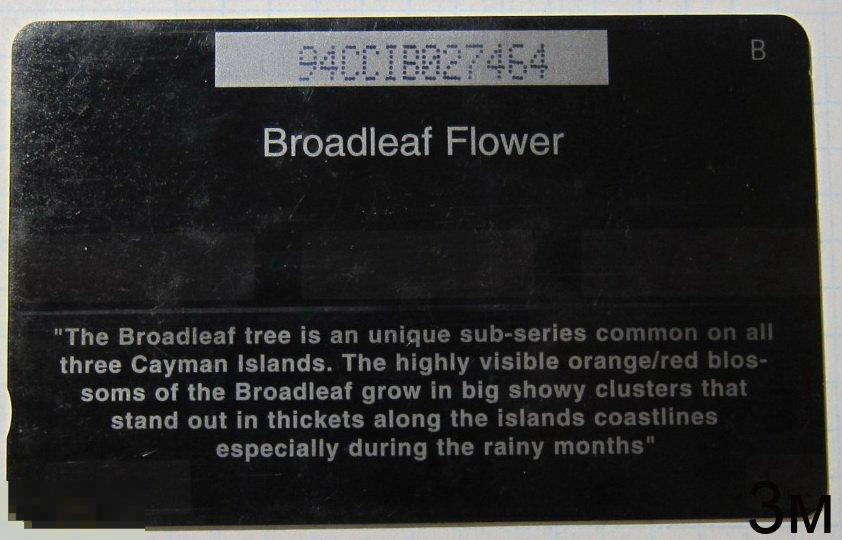 94CCIB027464
B
Broadleaf Flower
"The Broadleaf tree is an unique sub-series common on all
three Cayman Islands. The highly visible orange/red blos-
soms of the Broadleaf grow in big showy clusters that
stand out in thickets along the islands coastlines
especially during the rainy months"
3м